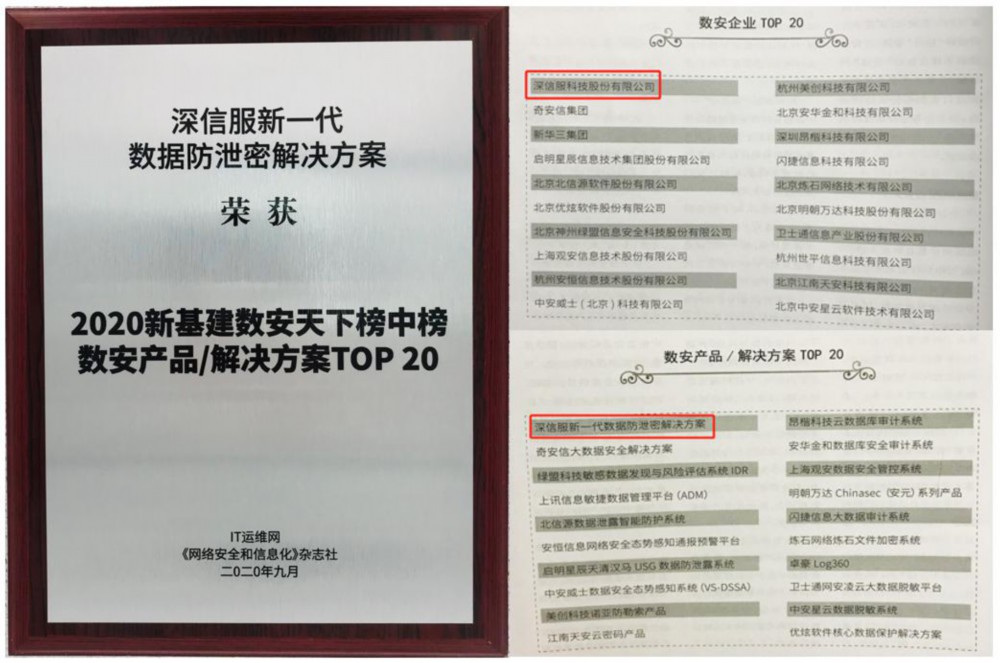 深信服新一代
数据防泄密解决方案
荣 获
2020新基建数安天下榜中榜
数安产品/解决方案TOP 20
IT运维网
《网络安全和信息化》杂志社
二〇二〇年九月
数安企业 TOP 20
深信服科技股份有限公司
奇安信集团
新华三集团
启明星辰信息技术集团股份有限公司
北京北信源软件股份有限公司
北京优炫软件股份有限公司
北京神州绿盟信息安全科技股份有限公司
上海观安信息技术股份有限公司
杭州安恒信息技术股份有限公司
中安威士（北京）科技有限公司
杭州美创科技有限公司
北京安华金和科技有限公司
深圳昂楷科技有限公司
闪捷信息科技有限公司
北京炼石网络技术有限公司
北京明朝万达科技股份有限公司
卫士通信息产业股份有限公司
杭州世平信息科技有限公司
北京江南天安科技有限公司
北京中安星云软件技术有限公司
数安产品 / 解决方案 TOP 20
深信服新一代数据防泄密解决方案
奇安信大数据安全解决方案
绿盟科技敏感数据发现与风险评估系统 IDR
上讯信息敏捷数据管理平台（ADM）
北信源数据泄露智能防护系统
安恒信息网络安全态势感知通报预警平台
启明星辰天清汉马 USG 数据防泄露系统
中安威士数据安全态势感知系统（VS-DSSA）
美创科技诺亚防勒索产品
江南天安云密码产品
昂楷科技云数据库审计系统
安华金和数据库安全审计系统
上海观安数据安全管控系统
明朝万达 Chinasec（安元）系列产品
闪捷信息大数据审计系统
炼石网络炼石文件加密系统
卓豪 Log360
卫士通网安凌云大数据脱敏平台
中安星云数据脱敏系统
优炫软件核心数据保护解决方案